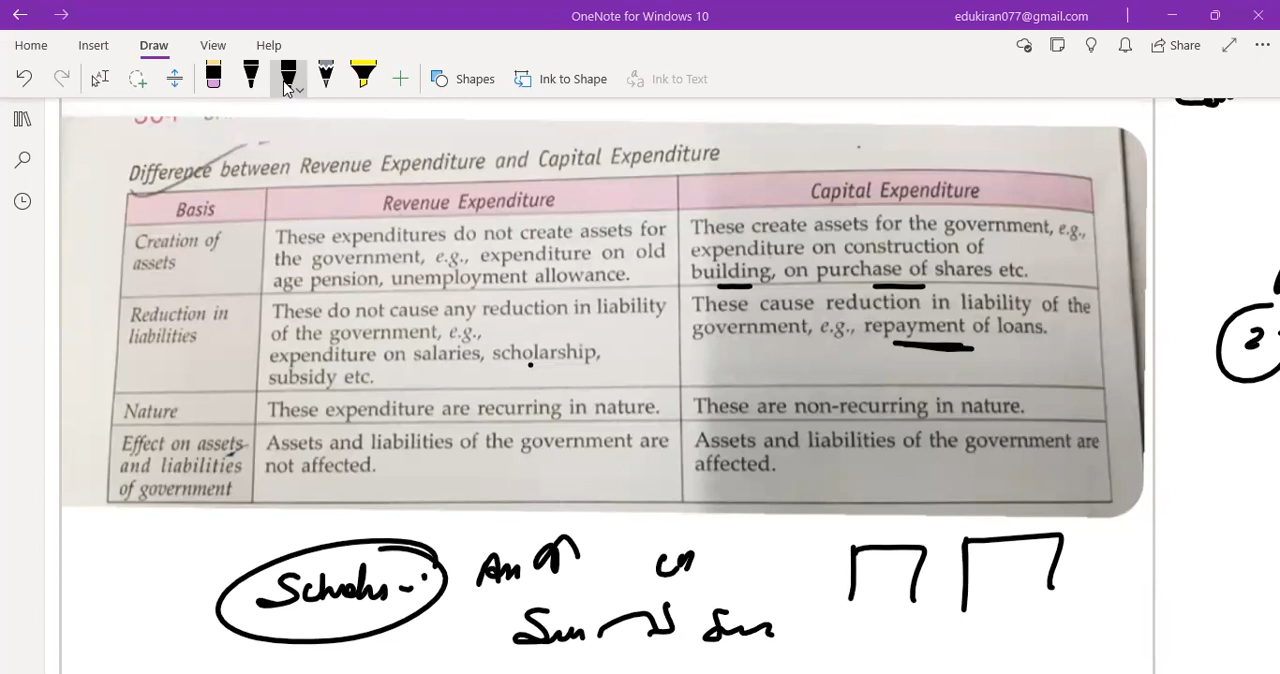 OneNote for Windows 10
edukiran077@gmail.com
Home Insert Draw View Help
Share
Shapes Ink to Shape Ink to Text
Difference between Revenue Expenditure and Capital Expenditure
Basis Revenue Expenditure Capital Expenditure
Creation of assets
These expenditures do not create assets for
the government, e.g., expenditure on old
age pension, unemployment allowance.
These create assets for the government, e.g.,
expenditure on construction of
building, on purchase of shares etc.
Reduction in
liabilities
These do not cause any reduction in liability
of the government, e.g.,
expenditure on salaries, scholarship,
subsidy etc.
These cause reduction in liability of the
government, e.g., repayment of loans.
Nature These expenditure are recurring in nature. These are non-recurring in nature.
Effect on assets
and liabilities
of government
Assets and liabilities of the government are
not affected.
Assets and liabilities of the government are
affected.
2